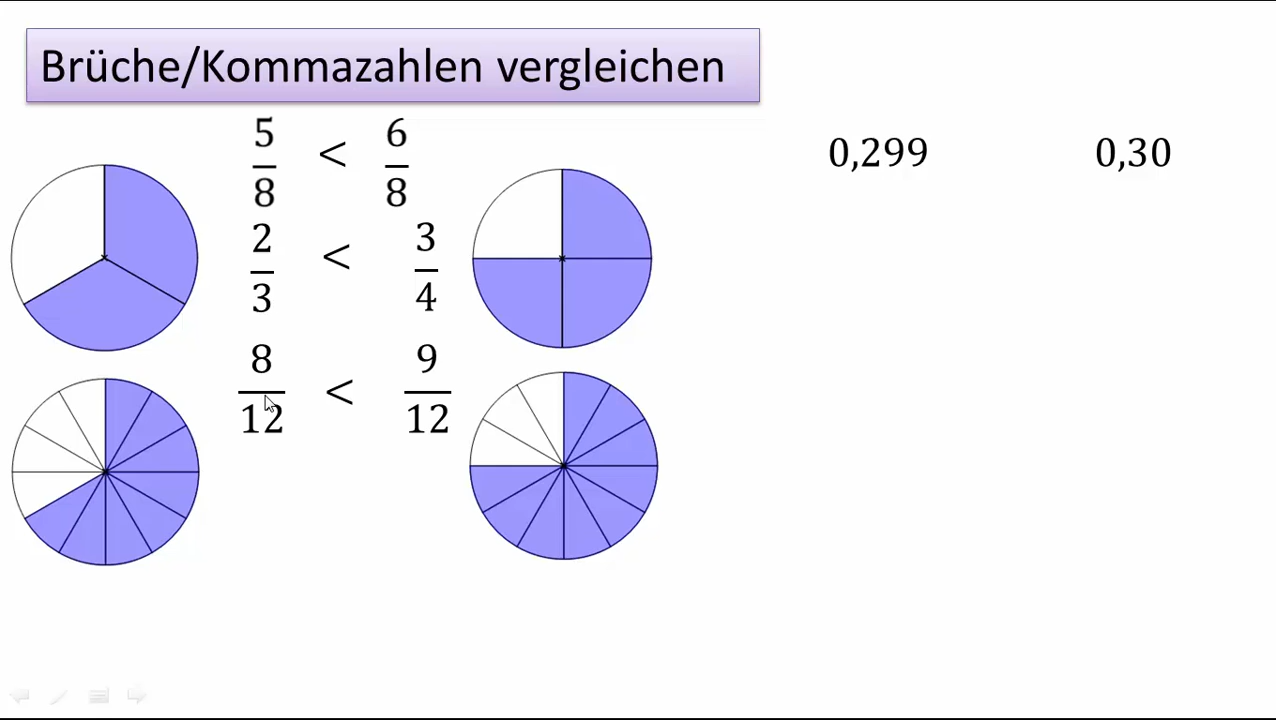 Brüche/Kommazahlen vergleichen
5/8 < 6/8
0,299 0,30
2/3 < 3/4
8/12 < 9/12